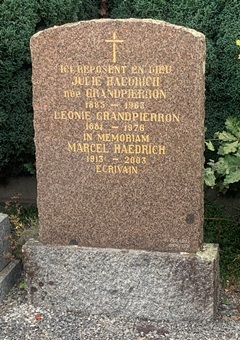 ICI REPOSENT EN DIEU
JULIE HAEDRICH
NÉE GRANDPIERRON
1883 - 1963
LEONIE GRANDPIERRON
1881 - 1976
IN MEMORIAM
MARCEL HAEDRICH
1913 - 2003
ECRIVAIN